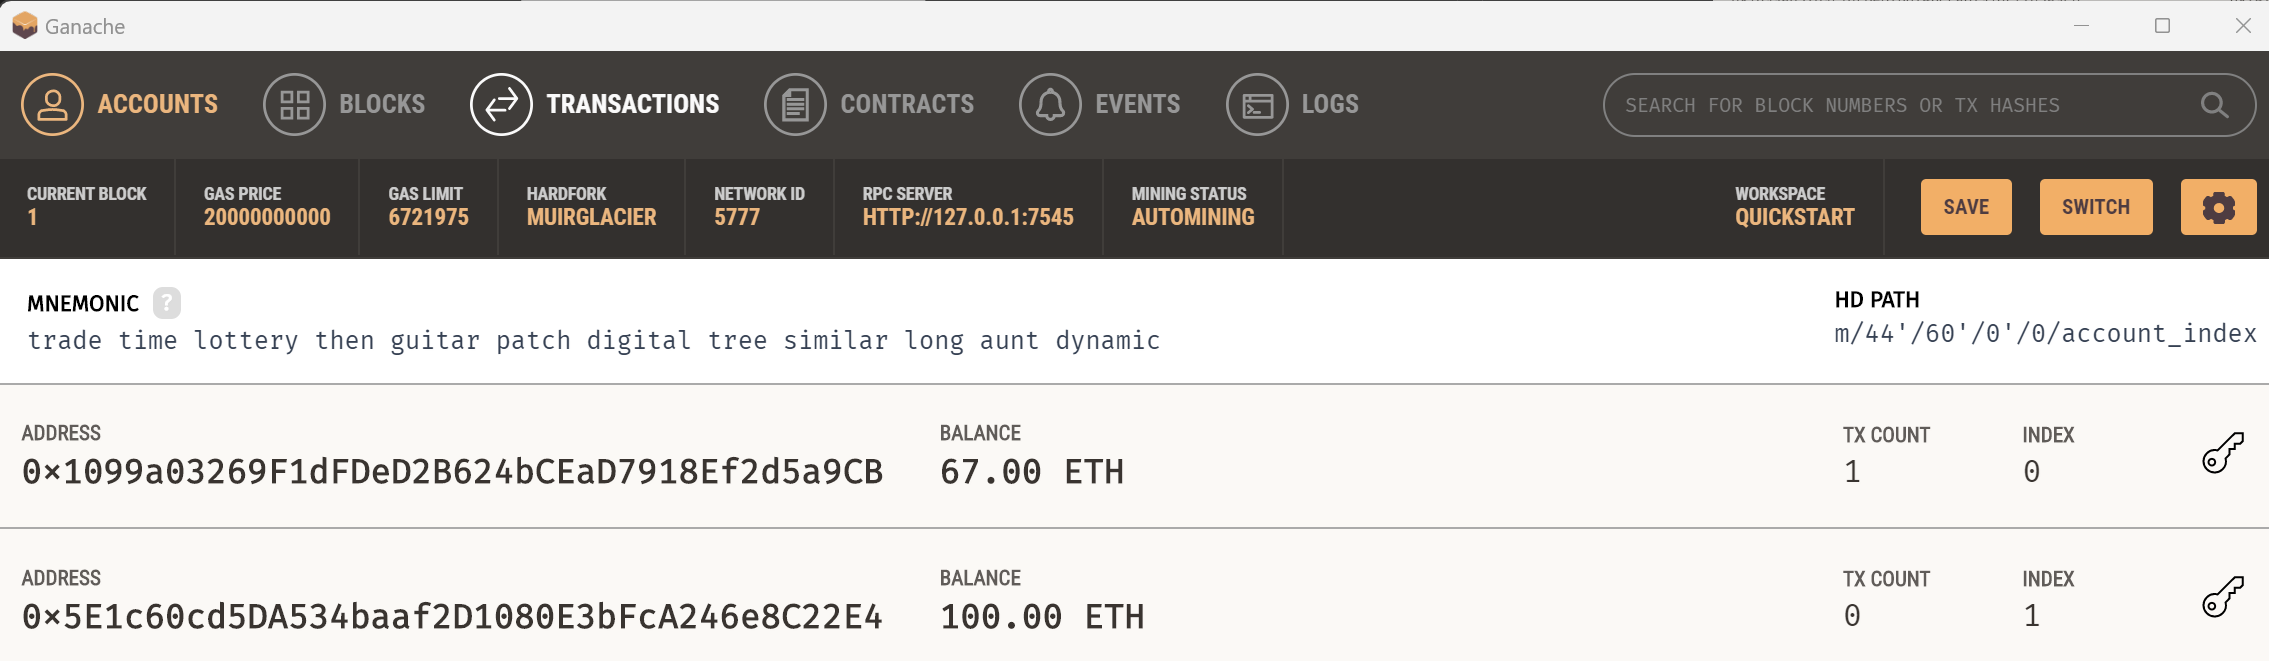 Ganache
ACCOUNTS BLOCKS TRANSACTIONS CONTRACTS EVENTS LOGS SEARCH FOR BLOCK NUMBERS OR TX HASHES
CURRENT BLOCK GAS PRICE GAS LIMIT HARDFORK NETWORK ID RPC SERVER MINING STATUS WORKSPACE
1 20000000000 6721975 MUIRGLACIER 5777 HTTP://127.0.0.1:7545 AUTOMINING QUICKSTART SAVE SWITCH
MNEMONIC ? HD PATH
trade time lottery then guitar patch digital tree similar long aunt dynamic m/44'/60'/0'/0/account_index
ADDRESS BALANCE TX COUNT INDEX
0×1099a03269F1dFDeD2B624bCEaD7918Ef2d5a9CB 67.00 ETH 1 0
ADDRESS BALANCE TX COUNT INDEX
0×5E1c60cd5DA534baaf2D1080E3bFcA246e8C22E4 100.00 ETH 0 1